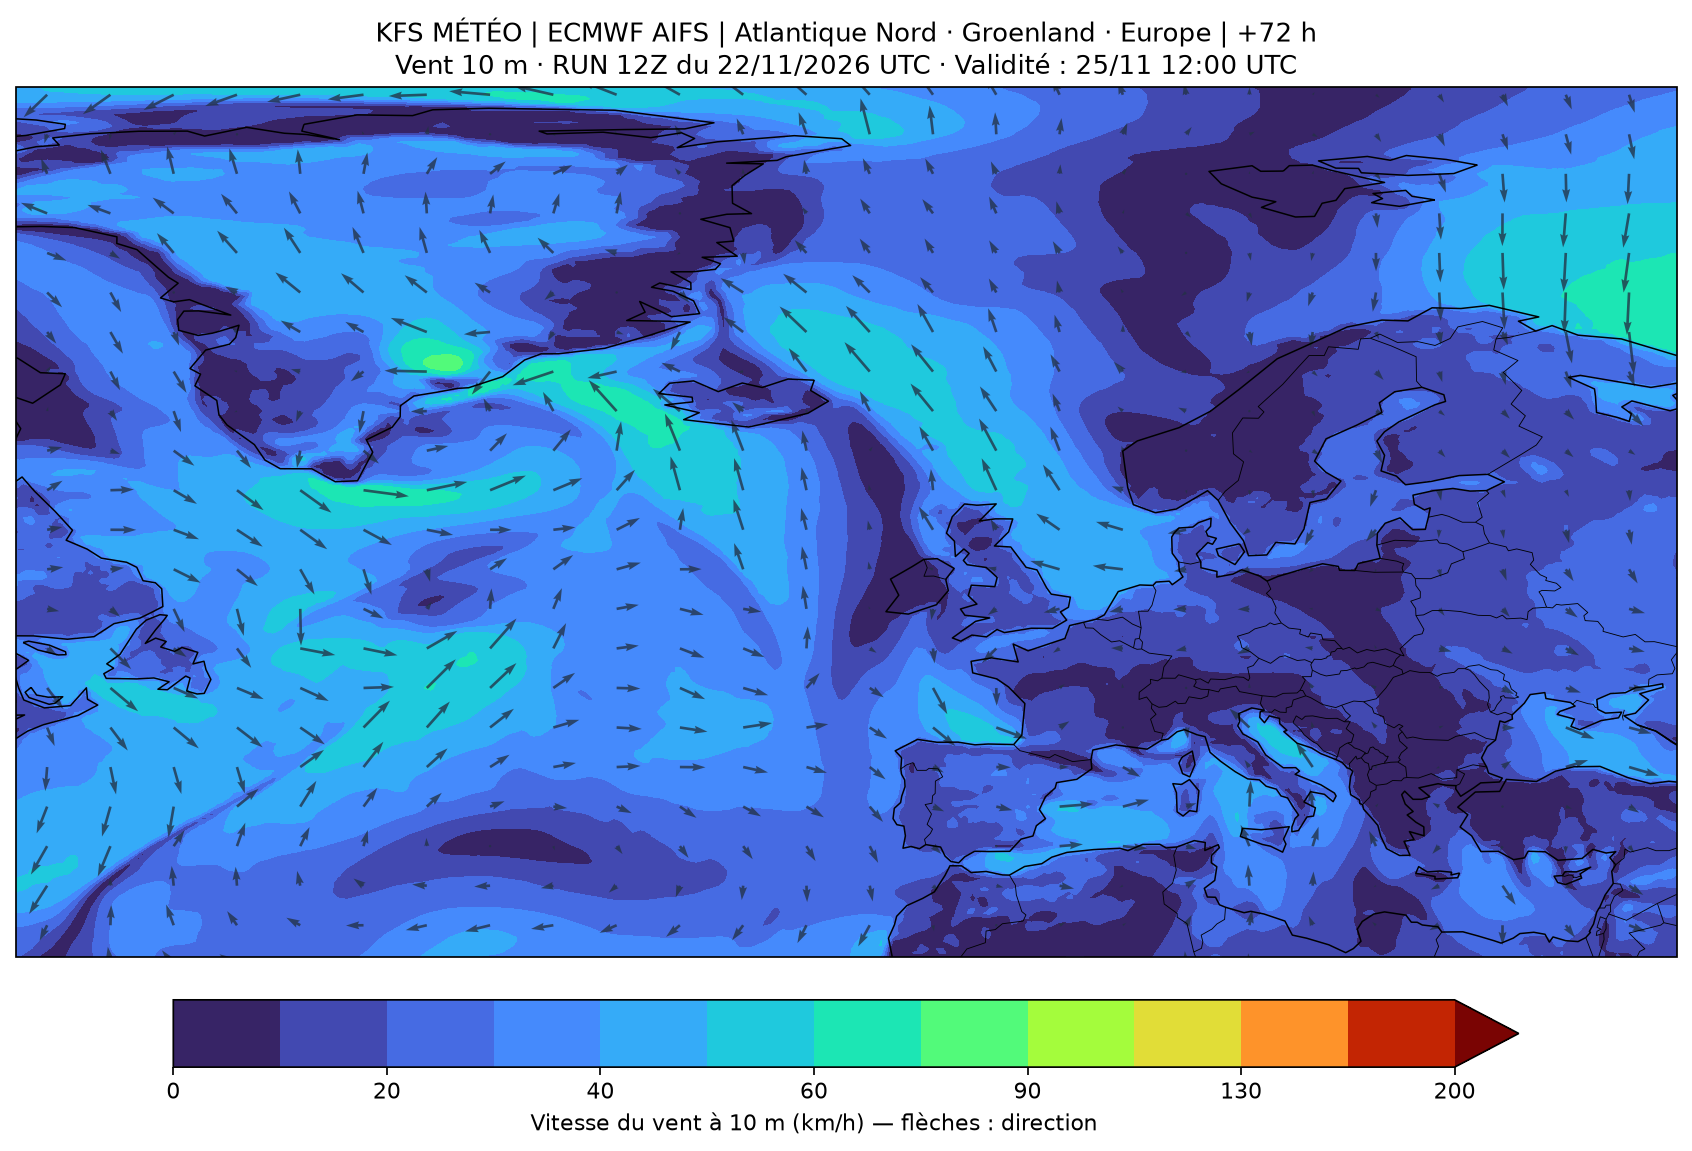 KFS MÉTÉO | ECMWF AIFS | Atlantique Nord · Groenland · Europe | +72 h
Vent 10 m · RUN 12Z du 22/11/2026 UTC · Validité : 25/11 12:00 UTC
0 20 40 60 90 130 200
Vitesse du vent à 10 m (km/h) — flèches : direction